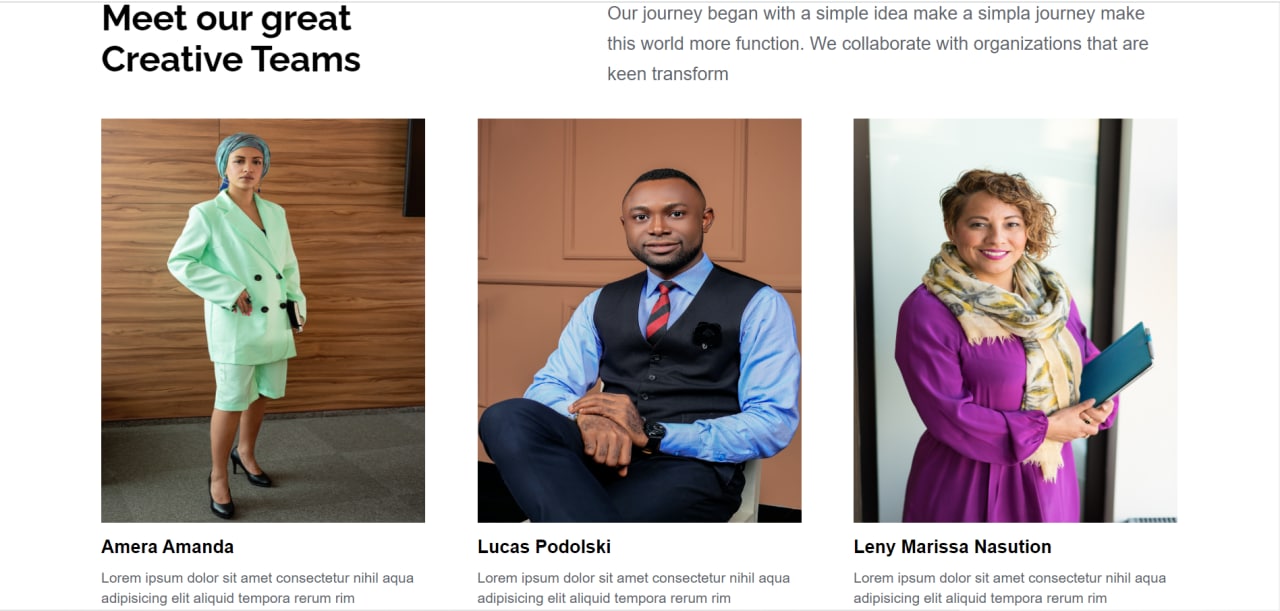 Meet our great
Creative Teams
Our journey began with a simple idea make a simpla journey make
this world more function. We collaborate with organizations that are
keen transform
Amera Amanda
Lorem ipsum dolor sit amet consectetur nihil aqua
adipisicing elit aliquid tempora rerum rim
Lucas Podolski
Lorem ipsum dolor sit amet consectetur nihil aqua
adipisicing elit aliquid tempora rerum rim
Leny Marissa Nasution
Lorem ipsum dolor sit amet consectetur nihil aqua
adipisicing elit aliquid tempora rerum rim